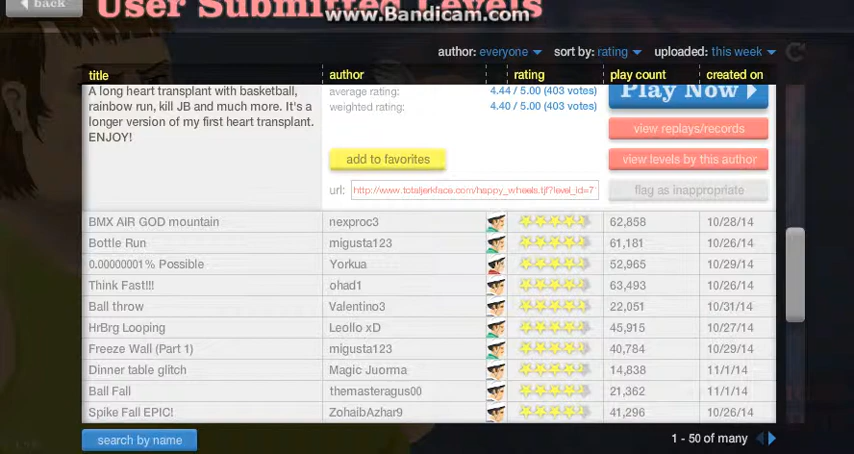 back
User Submitted Levels
www.Bandicam.com
author: everyone sort by: rating uploaded: this week
title author rating play count created on
A long heart transplant with basketball,
rainbow run, kill JB and much more. It's a
longer version of my first heart transplant.
ENJOY!
average rating: 4.44 / 5.00 (403 votes)
weighted rating: 4.40 / 5.00 (403 votes)
Play Now
view replays/records
add to favorites
view levels by this author
url: http://www.totaljerkface.com/happy_wheels.tjf?level_id=7
flag as inappropriate
BMX AIR GOD mountain nexproc3 62,858 10/28/14
Bottle Run migusta123 61,181 10/26/14
0.00000001% Possible Yorkua 52,965 10/29/14
Think Fast!!! ohad1 63,493 10/26/14
Ball throw Valentino3 22,051 10/31/14
HrBrg Looping Leollo xD 45,915 10/27/14
Freeze Wall (Part 1) migusta123 40,784 10/29/14
Dinner table glitch Magic Juorma 14,838 11/1/14
Ball Fall themasteragus00 21,362 11/1/14
Spike Fall EPIC! ZohaibAzhar9 41,296 10/26/14
search by name
1 - 50 of many